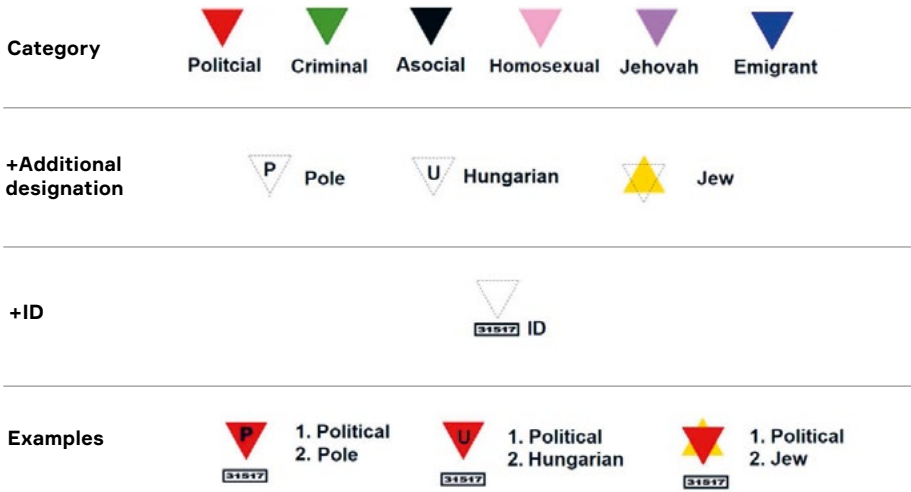 Category
Politcial Criminal Asocial Homosexual Jehovah Emigrant
+Additional
designation
P Pole
U Hungarian
Jew
+ID
31517 ID
Examples
P
31517
1. Political
2. Pole
U
31517
1. Political
2. Hungarian
31517
1. Political
2. Jew